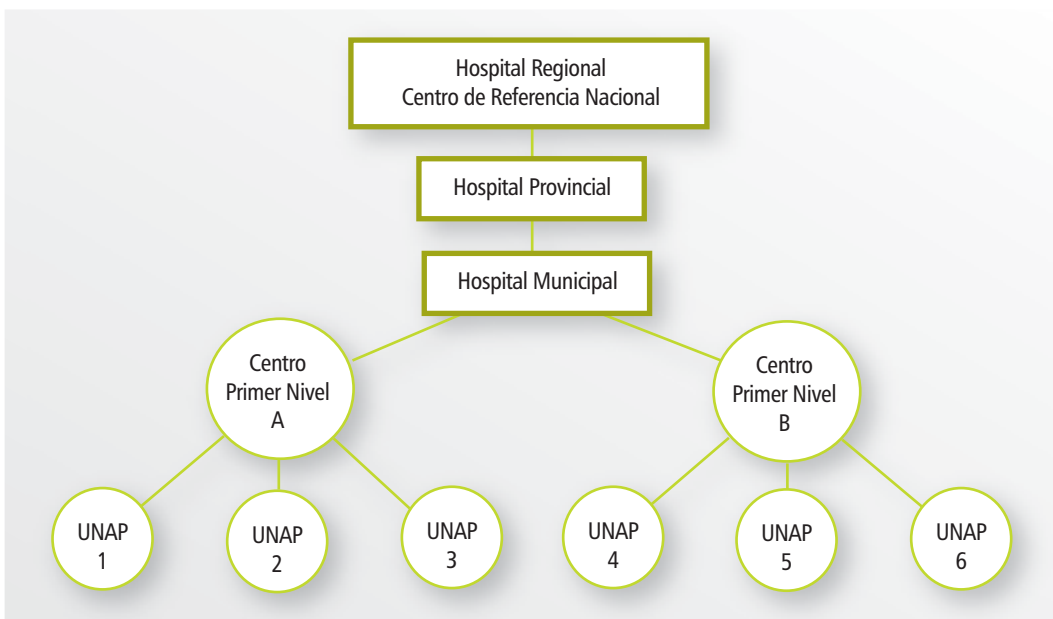 Hospital Regional
Centro de Referencia Nacional
Hospital Provincial
Hospital Municipal
Centro
Primer Nivel
A
Centro
Primer Nivel
B
UNAP
1
UNAP
2
UNAP
3
UNAP
4
UNAP
5
UNAP
6